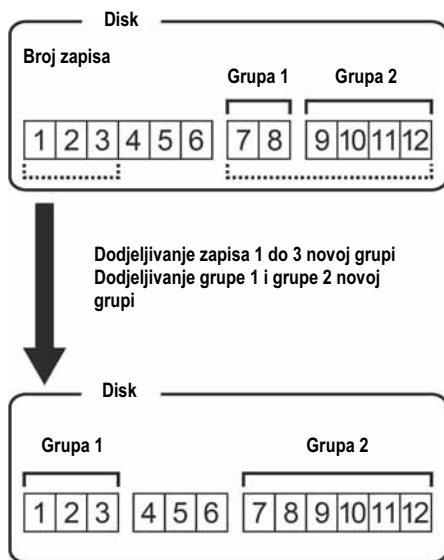 Disk
Broj zapisa
Grupa 1 Grupa 2
1 2 3 4 5 6 7 8 9 10 11 12
Dodjeljivanje zapisa 1 do 3 novoj grupi
Dodjeljivanje grupe 1 i grupe 2 novoj
grupi
Disk
Grupa 1 Grupa 2
1 2 3 4 5 6 7 8 9 10 11 12